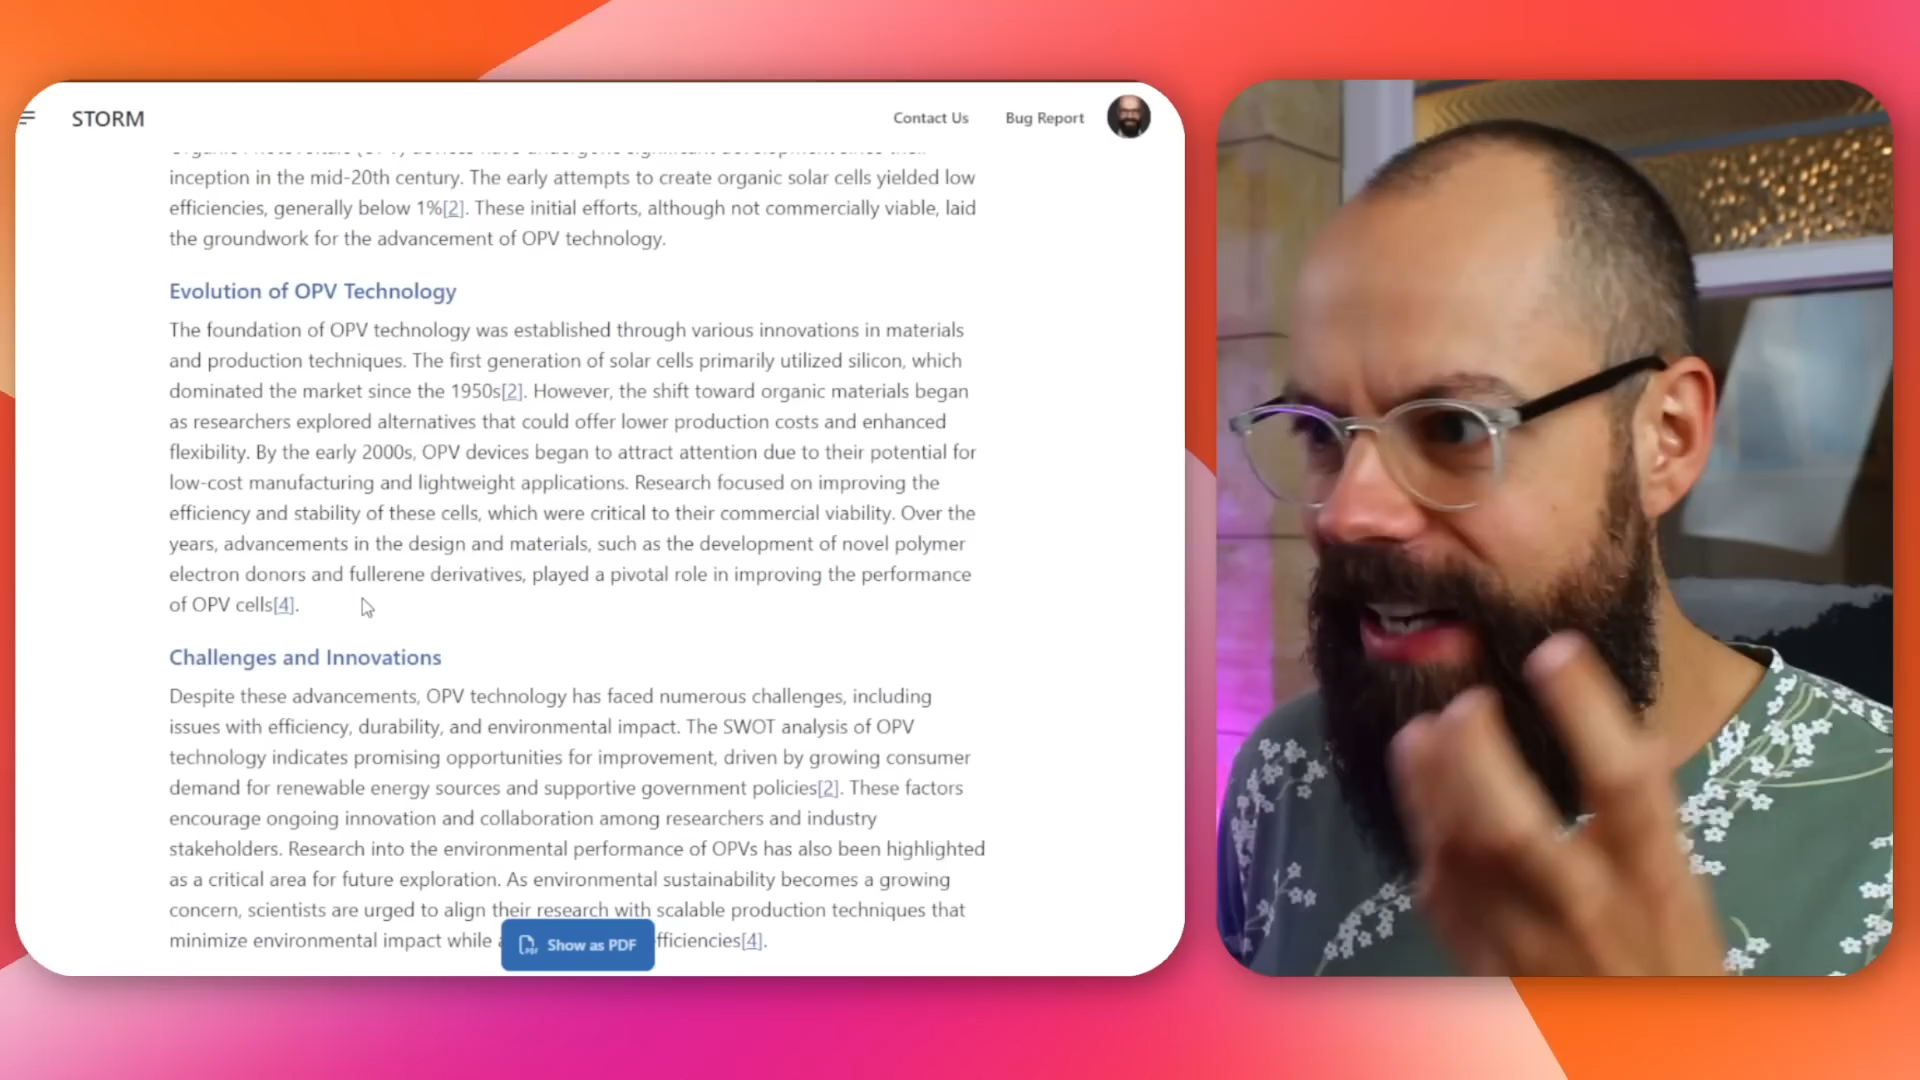 STORM
Contact Us
Bug Report
inception in the mid-20th century. The early attempts to create organic solar cells yielded low
efficiencies, generally below 1%[2]. These initial efforts, although not commercially viable, laid
the groundwork for the advancement of OPV technology.
Evolution of OPV Technology
The foundation of OPV technology was established through various innovations in materials
and production techniques. The first generation of solar cells primarily utilized silicon, which
dominated the market since the 1950s[2]. However, the shift toward organic materials began
as researchers explored alternatives that could offer lower production costs and enhanced
flexibility. By the early 2000s, OPV devices began to attract attention due to their potential for
low-cost manufacturing and lightweight applications. Research focused on improving the
efficiency and stability of these cells, which were critical to their commercial viability. Over the
years, advancements in the design and materials, such as the development of novel polymer
electron donors and fullerene derivatives, played a pivotal role in improving the performance
of OPV cells[4].
Challenges and Innovations
Despite these advancements, OPV technology has faced numerous challenges, including
issues with efficiency, durability, and environmental impact. The SWOT analysis of OPV
technology indicates promising opportunities for improvement, driven by growing consumer
demand for renewable energy sources and supportive government policies[2]. These factors
encourage ongoing innovation and collaboration among researchers and industry
stakeholders. Research into the environmental performance of OPVs has also been highlighted
as a critical area for future exploration. As environmental sustainability becomes a growing
concern, scientists are urged to align their research with scalable production techniques that
minimize environmental impact while fficiencies[4].
Show as PDF